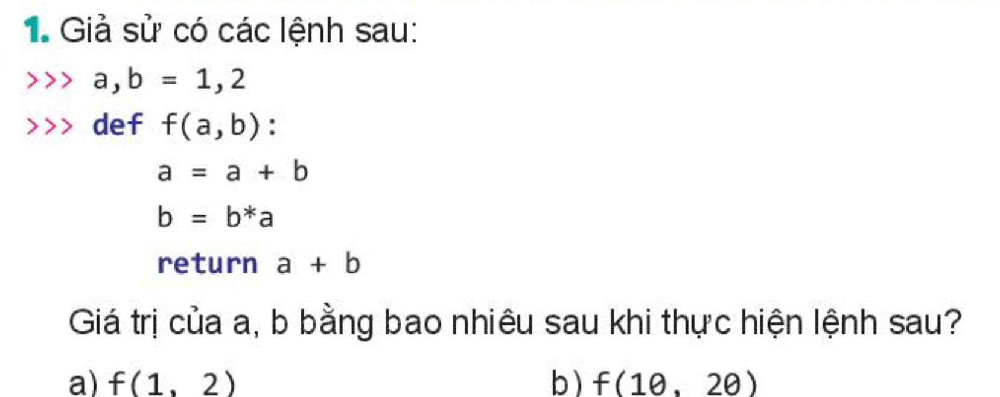 1. Giả sử có các lệnh sau:
>>> a,b = 1,2
>>> def f(a,b):
a = a + b
b = b*a
return a + b
Giá trị của a, b bằng bao nhiêu sau khi thực hiện lệnh sau?
a) f(1, 2) b) f(10, 20)